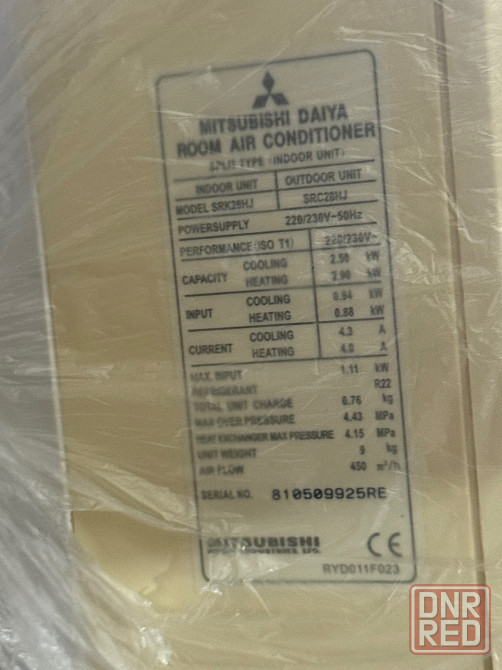 MITSUBISHI DAIYA
ROOM AIR CONDITIONER
SPLIT TYPE (INDOOR UNIT)
INDOOR UNIT OUTDOOR UNIT
MODEL SRK28HJ SRC28HJ
POWERSUPPLY 220/230V~50Hz
PERFORMANCE(ISO T1) 220/230V~
CAPACITY COOLING 2.50 kW
HEATING 2.90 kW
INPUT COOLING 0.94 kW
HEATING 0.88 kW
CURRENT COOLING 4.3 A
HEATING 4.0 A
MAX. INPUT 1.11 kW
REFRIGERANT R22
TOTAL UNIT CHARGE 0.76 kg
MAX OVER PRESSURE 4.43 MPa
HEAT EXCHANGER MAX PRESSURE 4.15 MPa
UNIT WEIGHT 9 kg
AIR FLOW 450 m³/h
SERIAL NO. 810509925RE
MITSUBISHI
LTD.
CE
RYD011F023
DNR
RED